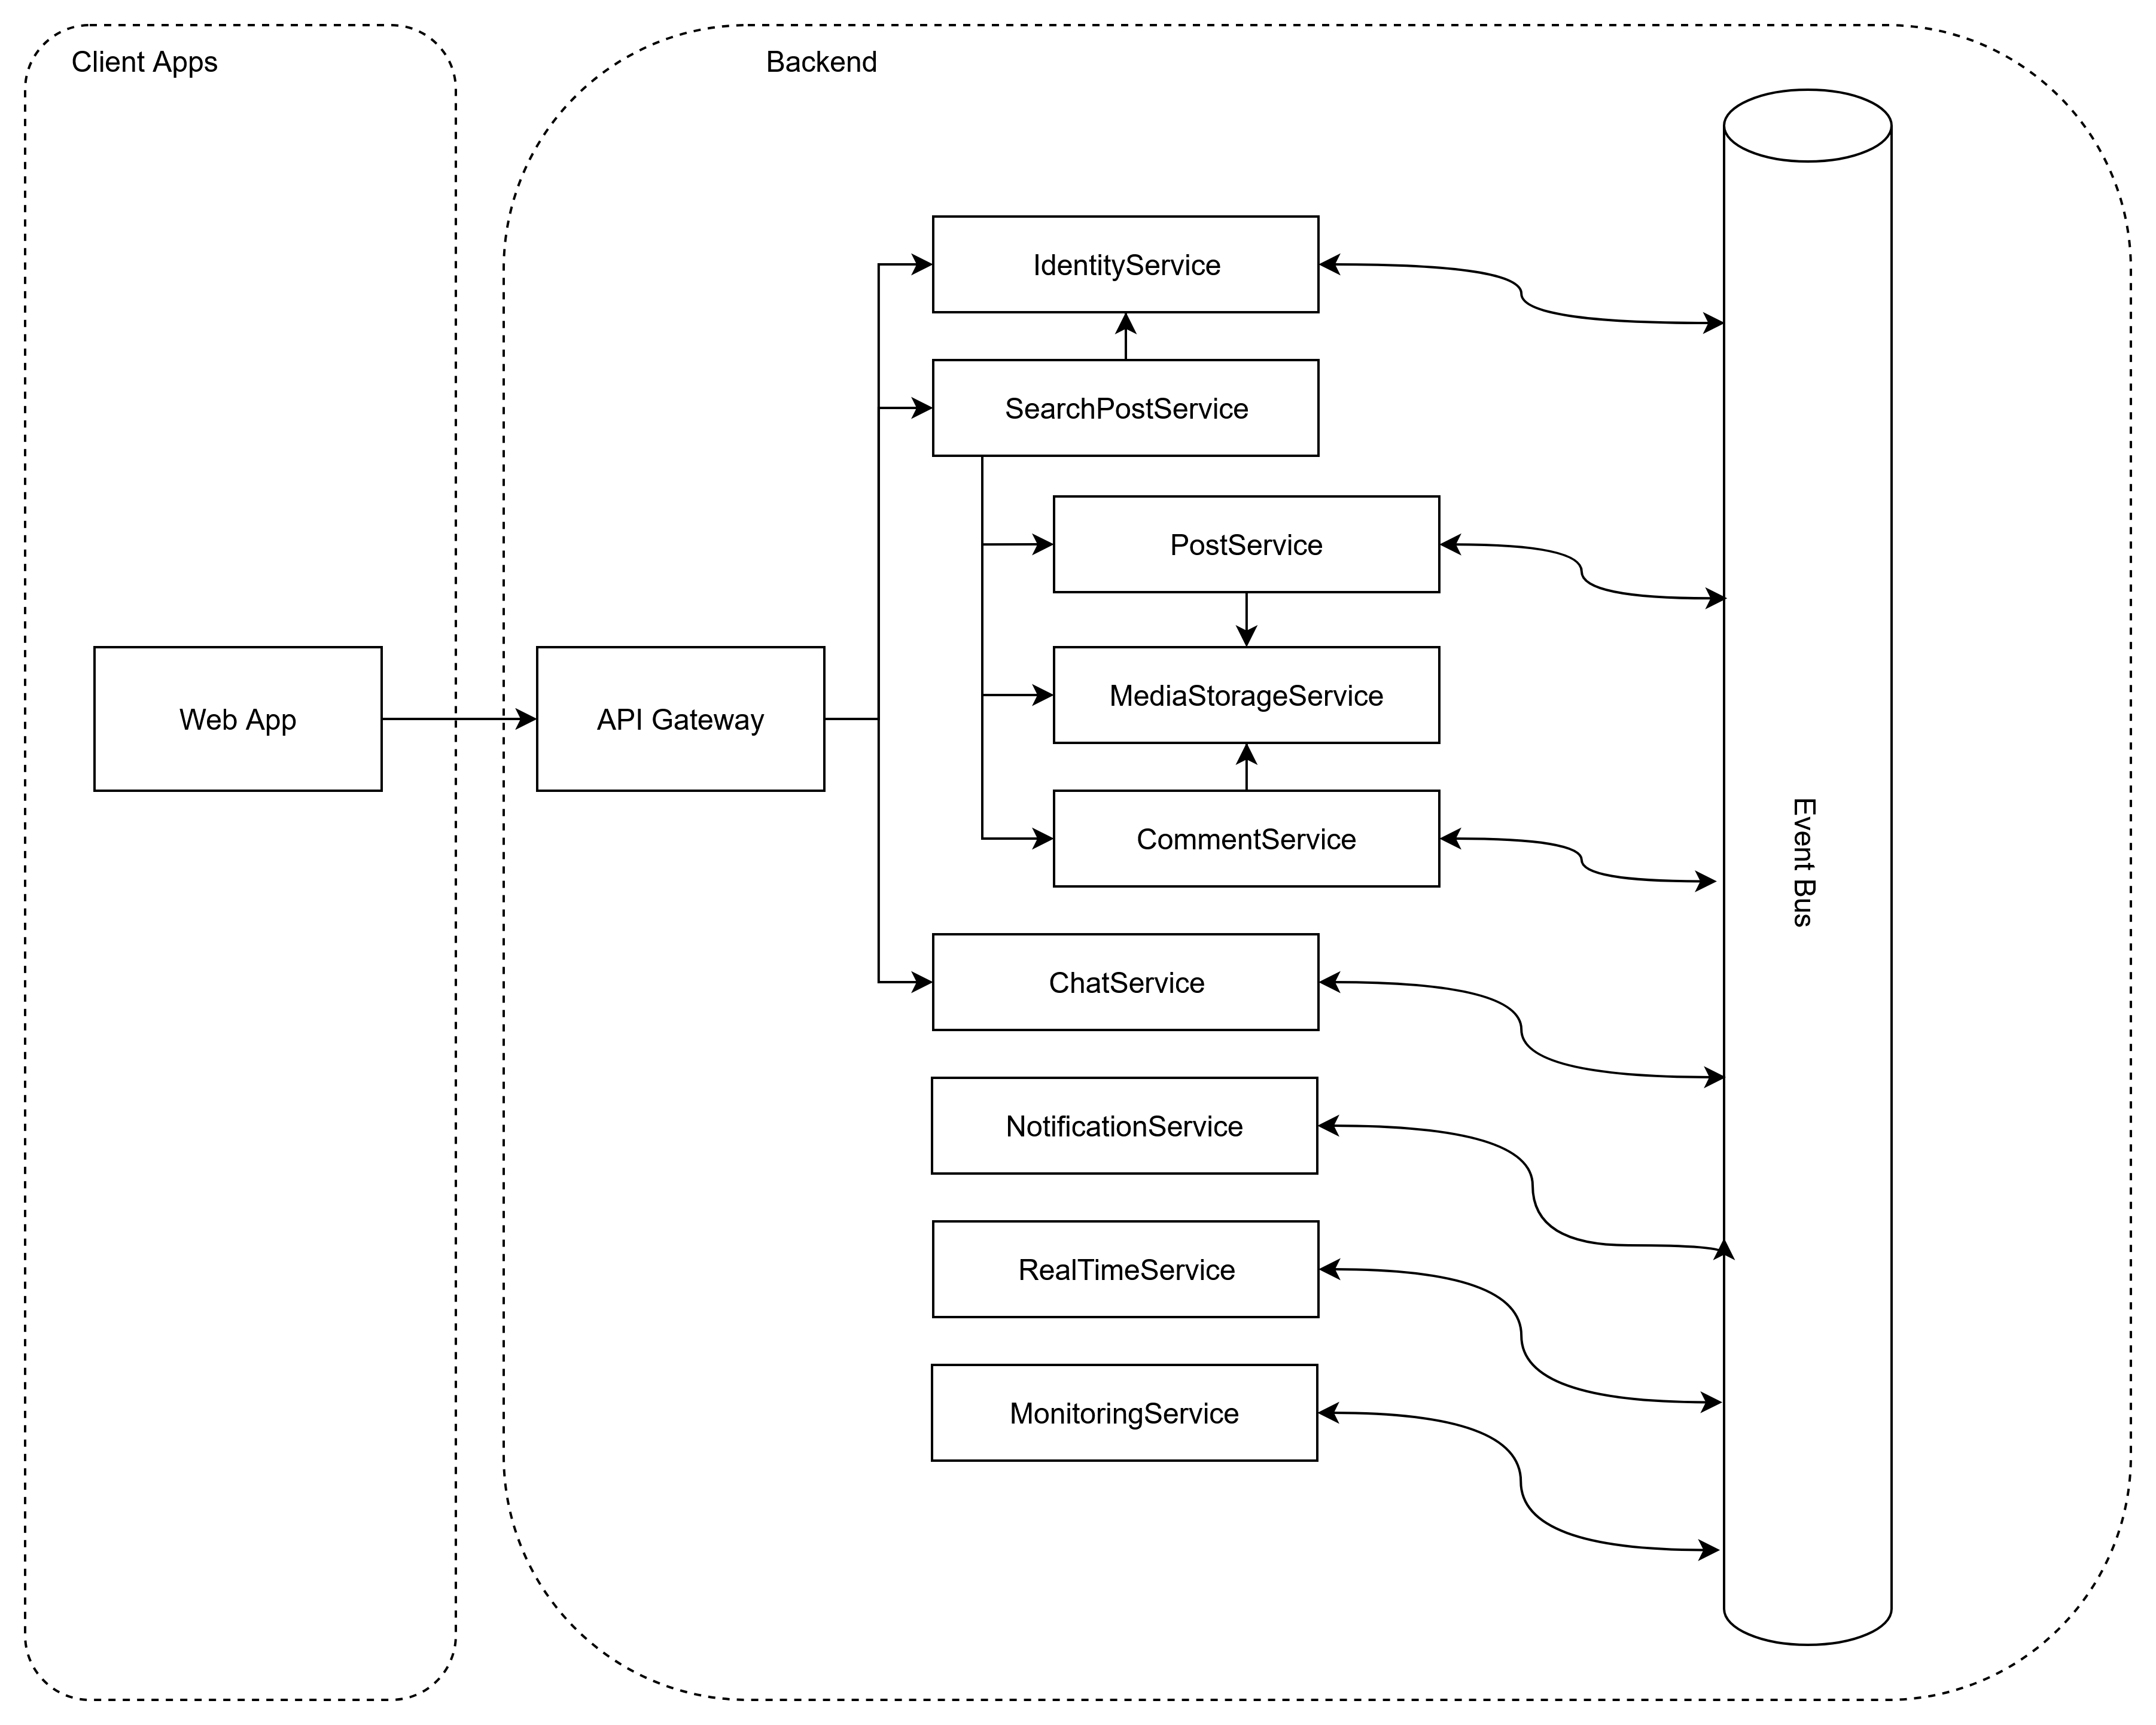 Client Apps
Backend
IdentityService
SearchPostService
PostService
MediaStorageService
Web App
API Gateway
CommentService
Event Bus
ChatService
NotificationService
RealTimeService
MonitoringService